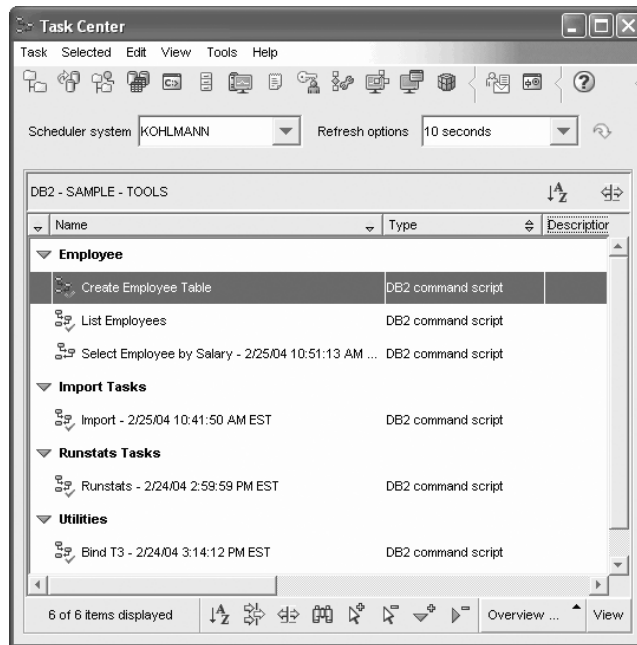 Task Center
Task Selected Edit View Tools Help
Scheduler system KOHLMANN Refresh options 10 seconds
DB2 - SAMPLE - TOOLS
Name Type Description
Employee
Create Employee Table DB2 command script
List Employees DB2 command script
Select Employee by Salary - 2/25/04 10:51:13 AM ... DB2 command script
Import Tasks
Import - 2/25/04 10:41:50 AM EST DB2 command script
Runstats Tasks
Runstats - 2/24/04 2:59:59 PM EST DB2 command script
Utilities
Bind T3 - 2/24/04 3:14:12 PM EST DB2 command script
6 of 6 items displayed Overview ... View